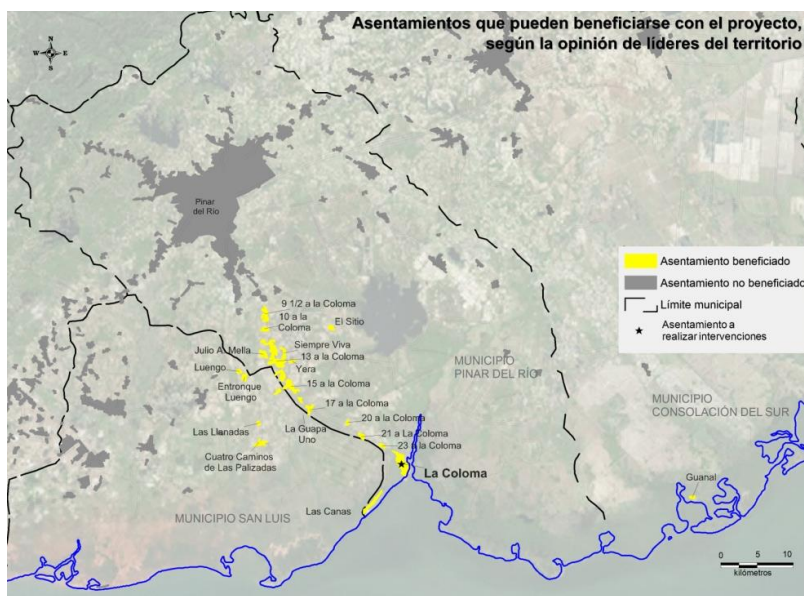 Asentamientos que pueden beneficiarse con el proyecto,
según la opinión de líderes del territorio
N
W E
S
Pinar
del Río
9 1/2 a la Coloma
10 a la
Coloma
El Sitio
Siempre Viva
Julio A. Mella
13 a la Coloma
Luengo
Yera
Entronque
Luengo
15 a la Coloma
17 a la Coloma
20 a la Coloma
Las Llanadas
La Guapa
Uno
21 a La Coloma
23 a la Coloma
Cuatro Caminos
de Las Palizadas
La Coloma
Las Canas
Guanal
MUNICIPIO
PINAR DEL RÍO
MUNICIPIO
CONSOLACIÓN DEL SUR
MUNICIPIO SAN LUIS
Asentamiento beneficiado
Asentamiento no beneficiado
Límite municipal
Asentamiento a
realizar intervenciones
0 5 10
kilómetros